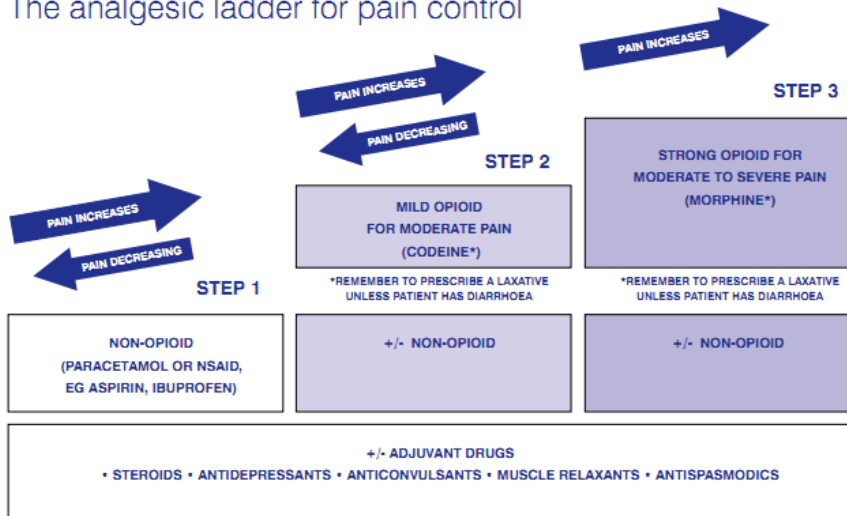 The analgesic ladder for pain control
PAIN INCREASES
PAIN DECREASING
STEP 1
NON-OPIOID
(PARACETAMOL OR NSAID,
EG ASPIRIN, IBUPROFEN)
PAIN INCREASES
PAIN DECREASING
STEP 2
MILD OPIOID
FOR MODERATE PAIN
(CODEINE*)
*REMEMBER TO PRESCRIBE A LAXATIVE
UNLESS PATIENT HAS DIARRHOEA
+/- NON-OPIOID
PAIN INCREASES
STEP 3
STRONG OPIOID FOR
MODERATE TO SEVERE PAIN
(MORPHINE*)
*REMEMBER TO PRESCRIBE A LAXATIVE
UNLESS PATIENT HAS DIARRHOEA
+/- NON-OPIOID
+/- ADJUVANT DRUGS
• STEROIDS • ANTIDEPRESSANTS • ANTICONVULSANTS • MUSCLE RELAXANTS • ANTISPASMODICS